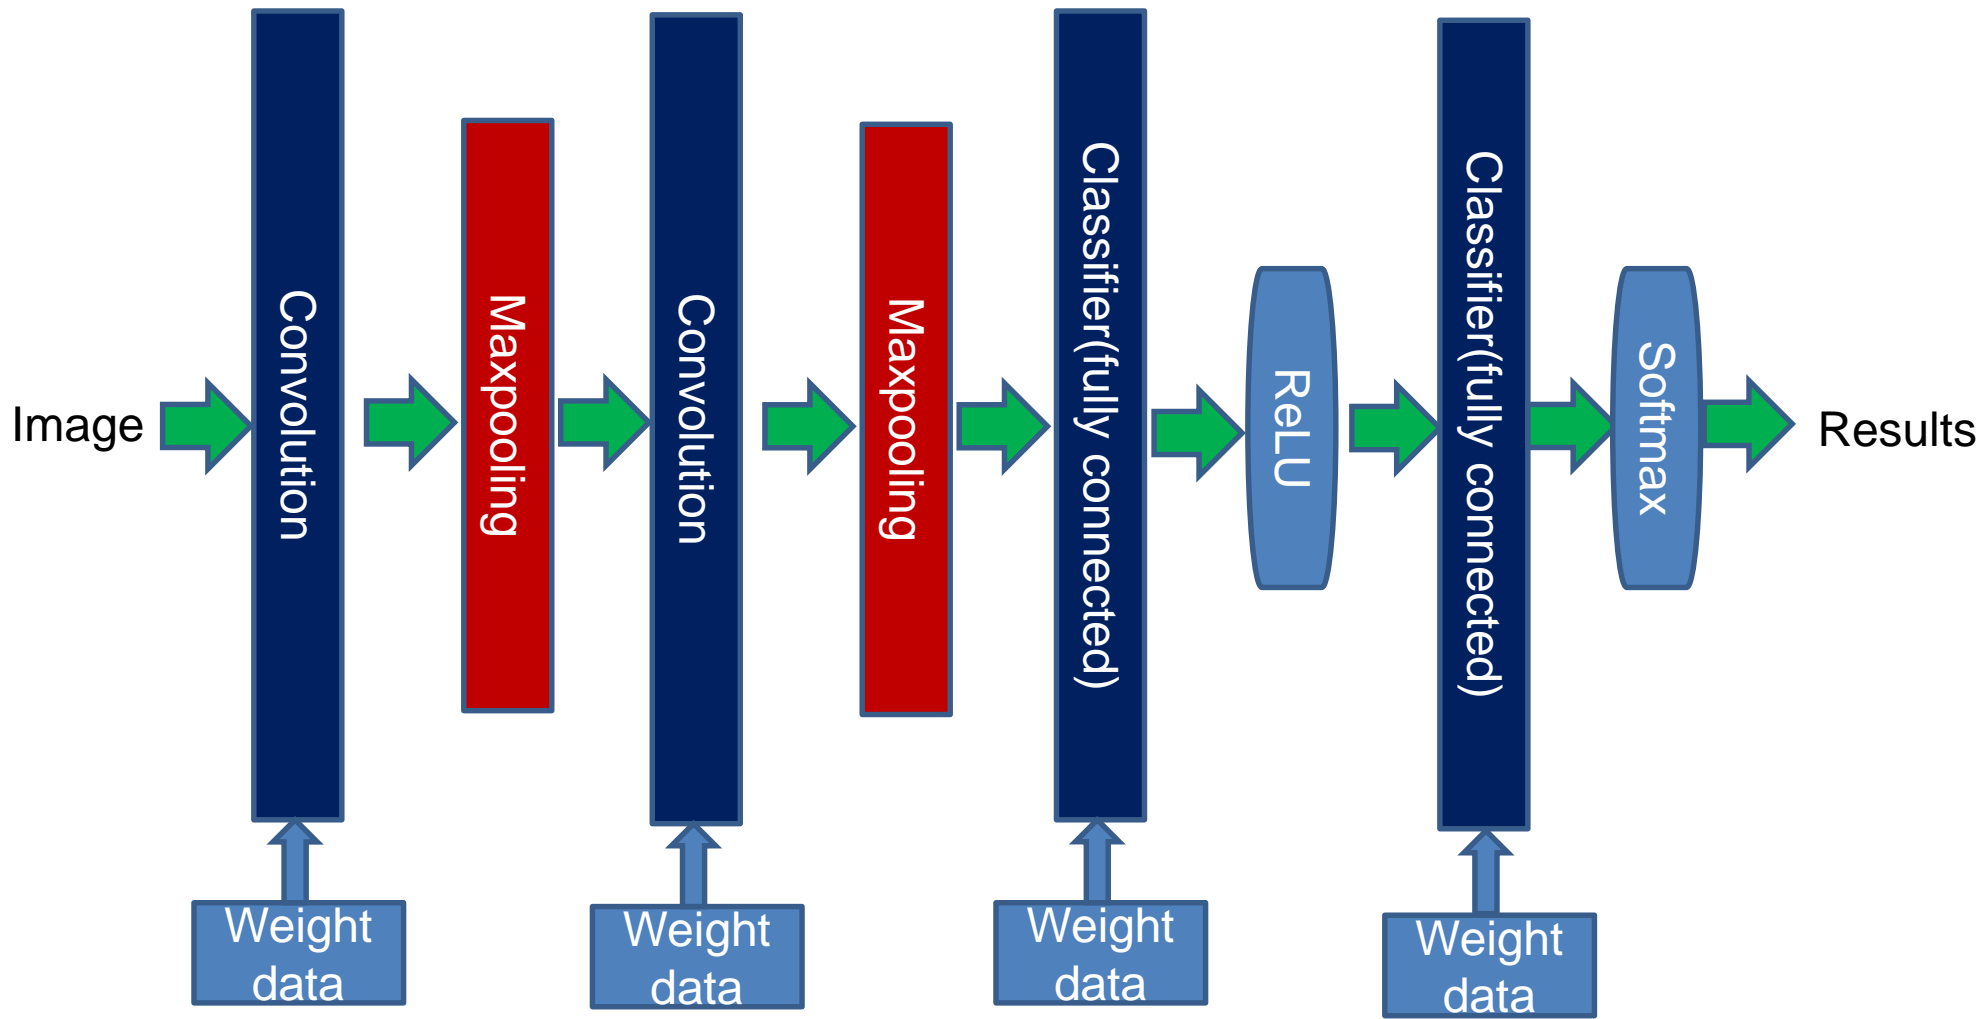 Image
Convolution
Maxpooling
Convolution
Maxpooling
Classifier(fully connected)
ReLU
Classifier(fully connected)
Softmax
Results
Weight
data
Weight
data
Weight
data
Weight
data